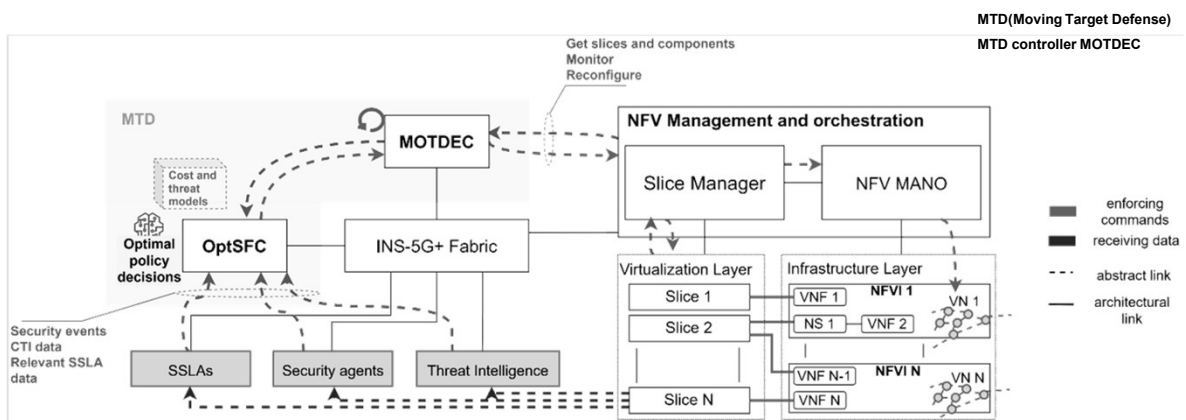 MTD(Moving Target Defense)
MTD controller MOTDEC
Get slices and components
Monitor
Reconfigure
MTD
MOTDEC
NFV Management and orchestration
Slice Manager
NFV MANO
Cost and
threat
models
Optimal
policy
decisions
OptSFC
INS-5G+ Fabric
enforcing
commands
receiving data
abstract link
architectural
link
Virtualization Layer
Infrastructure Layer
Slice 1
Slice 2
Slice N
VNF 1
NFVI 1
VN 1
NS 1
VNF 2
VNF N-1
NFVI N
VN N
VNF N
Security events
CTI data
Relevant SSLA
data
SSLAs
Security agents
Threat Intelligence